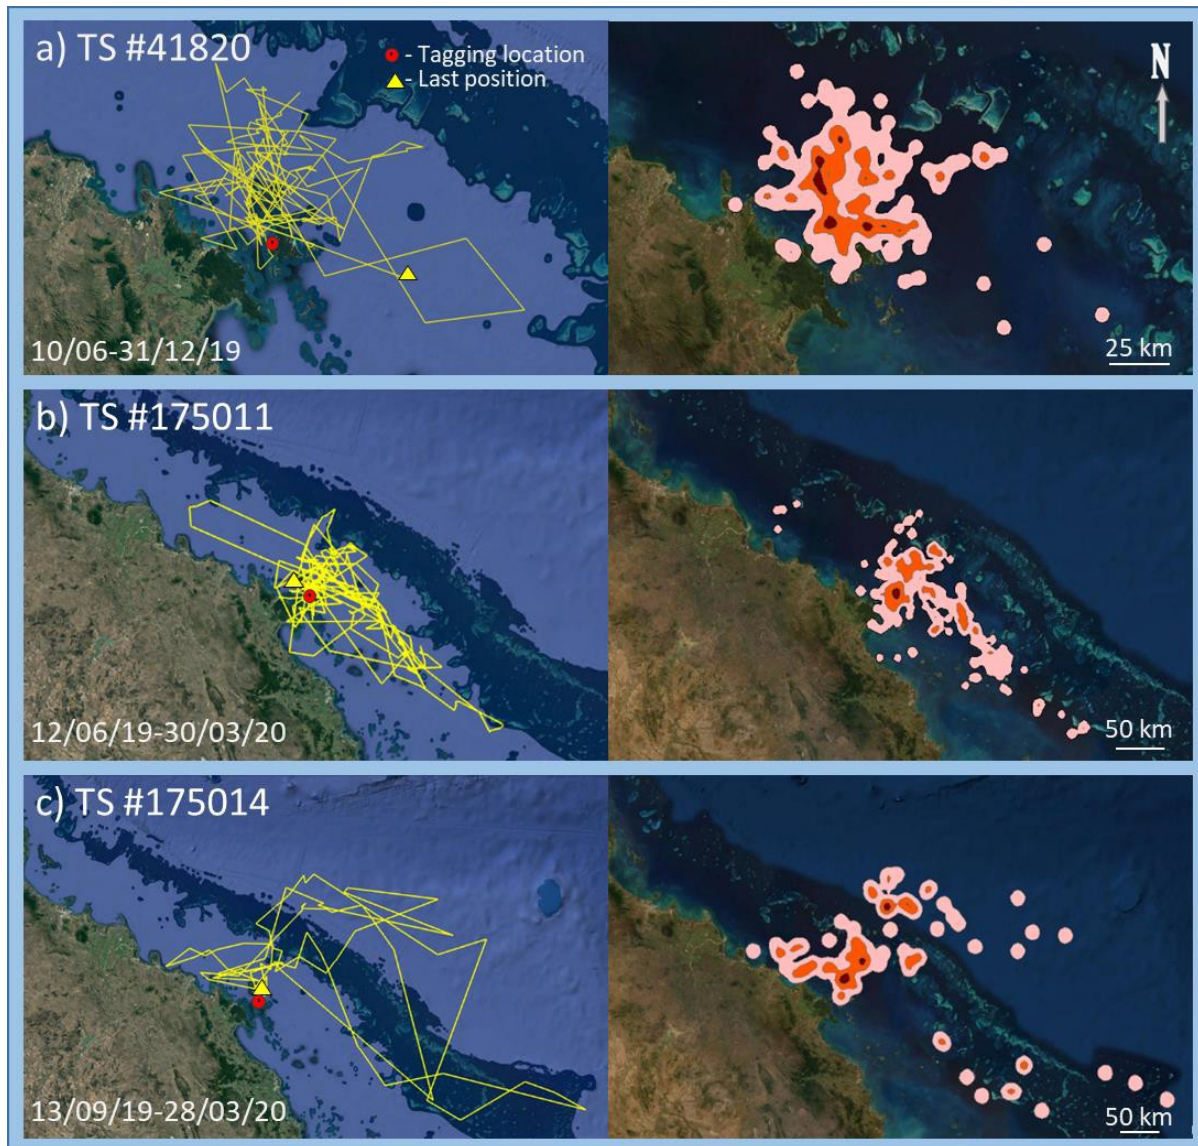 a) TS #41820
- Tagging location
- Last position
N
10/06-31/12/19
25 km
b) TS #175011
12/06/19-30/03/20
50 km
c) TS #175014
13/09/19-28/03/20
50 km